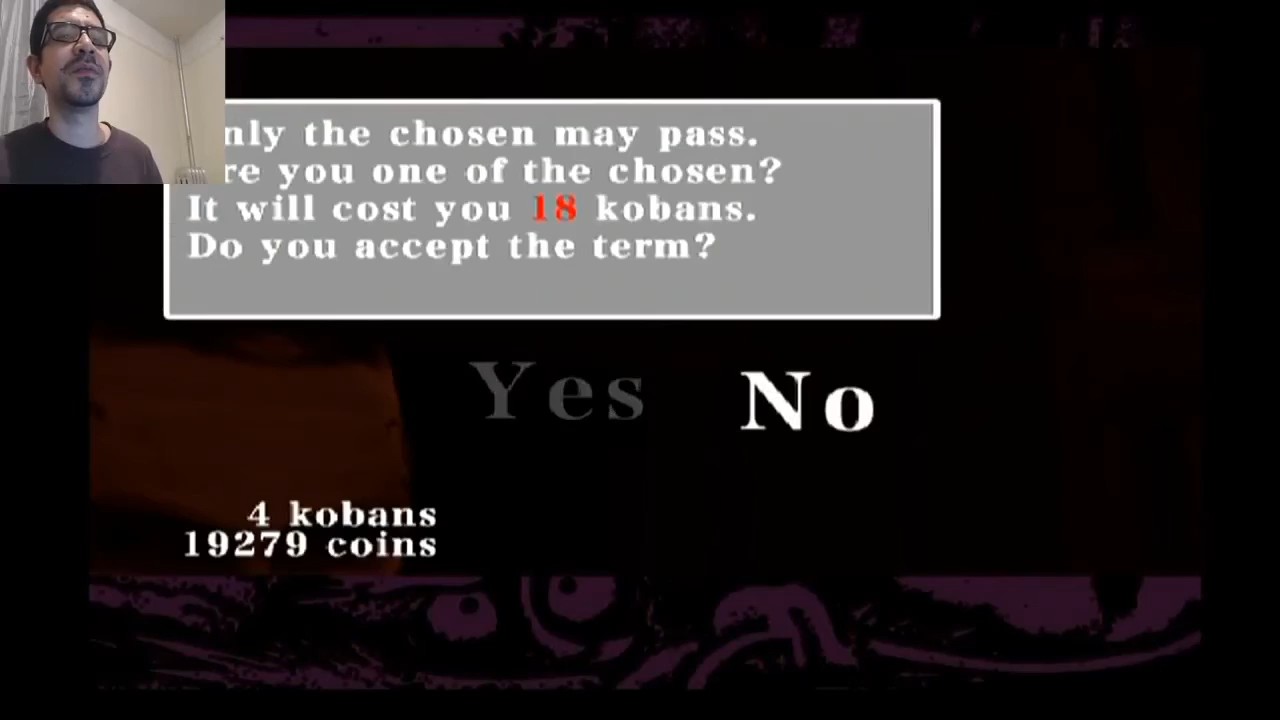 nly the chosen may pass.
re you one of the chosen?
It will cost you 18 kobans.
Do you accept the term?
Yes No
4 kobans
19279 coins